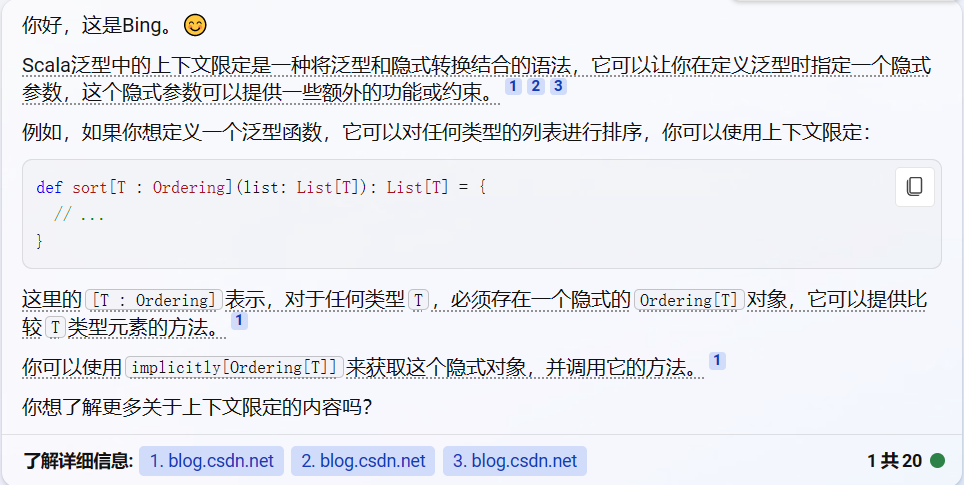 你好，这是Bing。😊
Scala泛型中的上下文限定是一种将泛型和隐式转换结合的语法，它可以让你在定义泛型时指定一个隐式
参数，这个隐式参数可以提供一些额外的功能或约束。 1 2 3
例如，如果你想定义一个泛型函数，它可以对任何类型的列表进行排序，你可以使用上下文限定：
def sort[T : Ordering](list: List[T]): List[T] = {
  // ...
}
这里的 [T : Ordering] 表示，对于任何类型 T ，必须存在一个隐式的 Ordering[T] 对象，它可以提供比
较 T 类型元素的方法。 1
你可以使用 implicitly[Ordering[T]] 来获取这个隐式对象，并调用它的方法。 1
你想了解更多关于上下文限定的内容吗？
了解详细信息: 1. blog.csdn.net 2. blog.csdn.net 3. blog.csdn.net 1 共 20